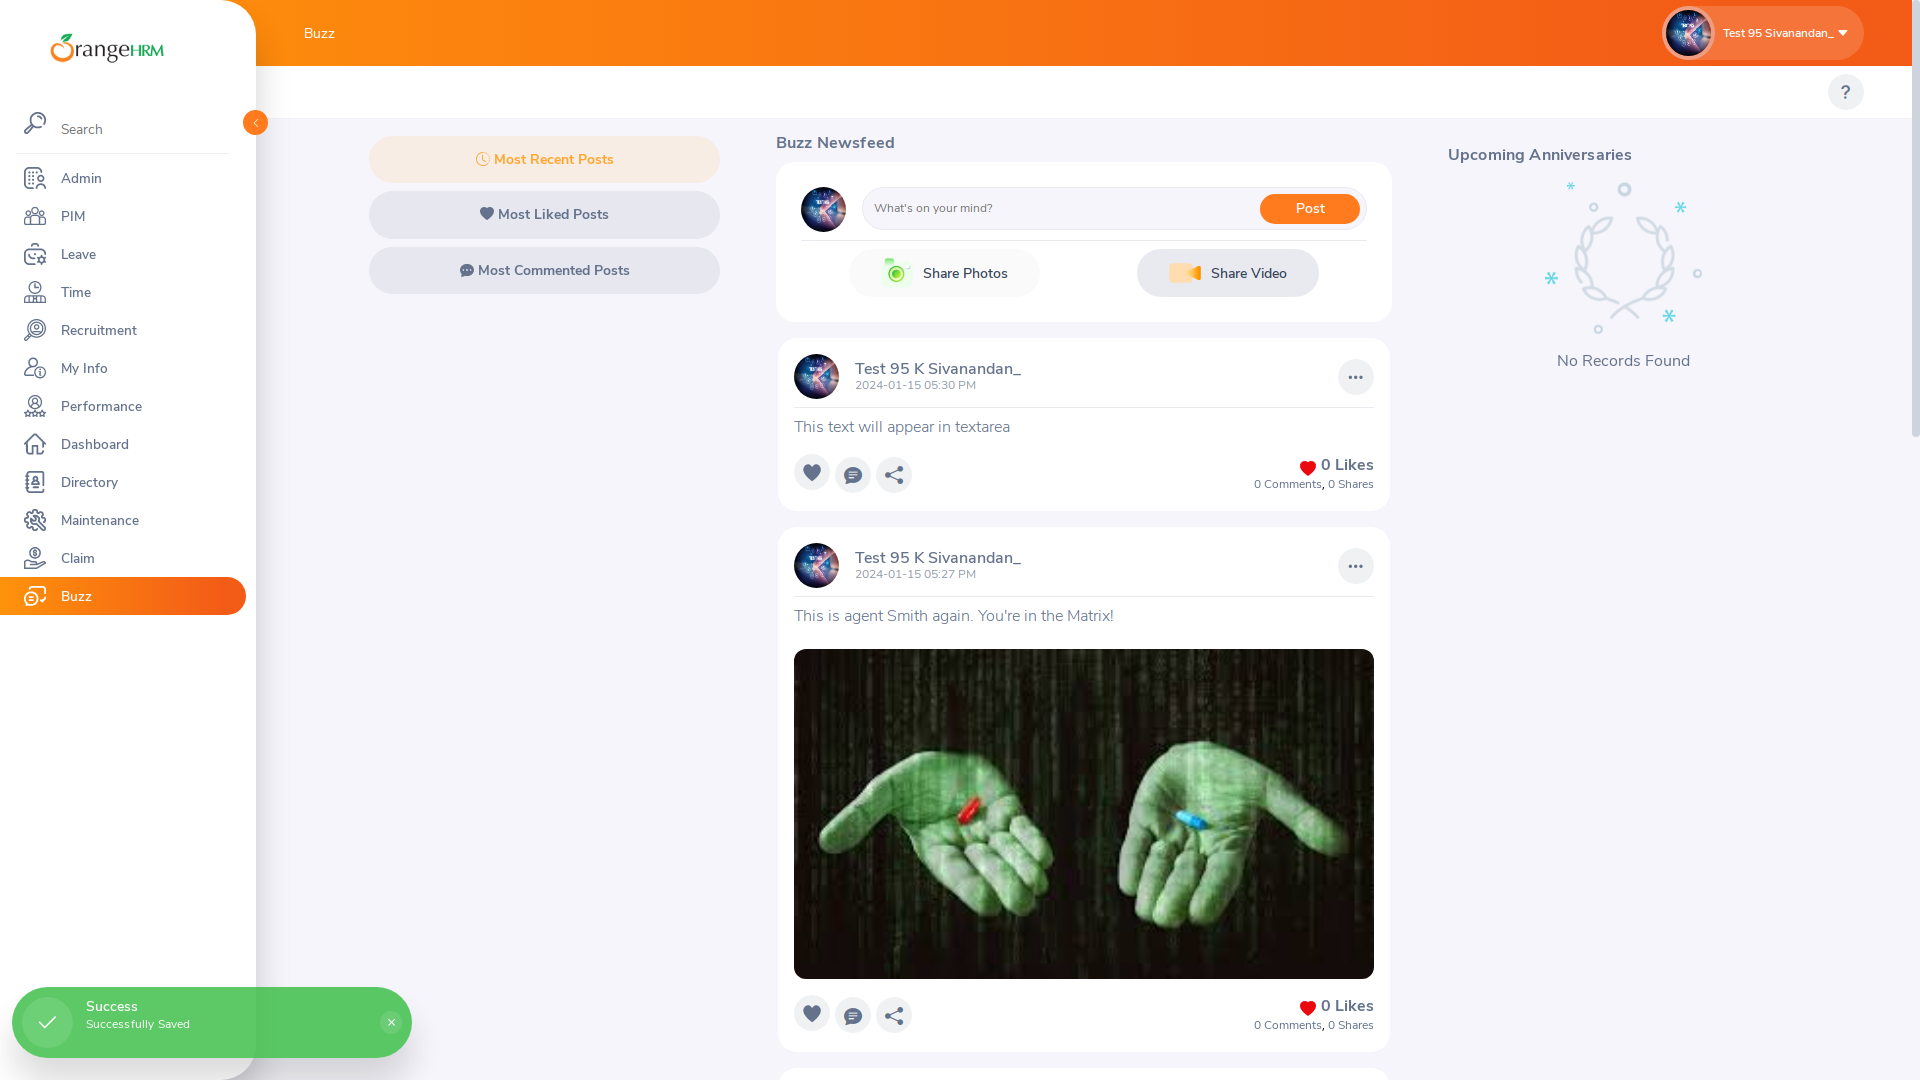 OrangeHRM
Search
Admin
PIM
Leave
Time
Recruitment
My Info
Performance
Dashboard
Directory
Maintenance
Claim
Buzz
Buzz
Test 95 Sivanandan_
?
Most Recent Posts
Most Liked Posts
Most Commented Posts
Buzz Newsfeed
What's on your mind?
Post
Share Photos
Share Video
Test 95 K Sivanandan_
2024-01-15 05:30 PM
This text will appear in textarea
0 Likes
0 Comments, 0 Shares
Test 95 K Sivanandan_
2024-01-15 05:27 PM
This is agent Smith again. You're in the Matrix!
0 Likes
0 Comments, 0 Shares
Upcoming Anniversaries
No Records Found
Success
Successfully Saved